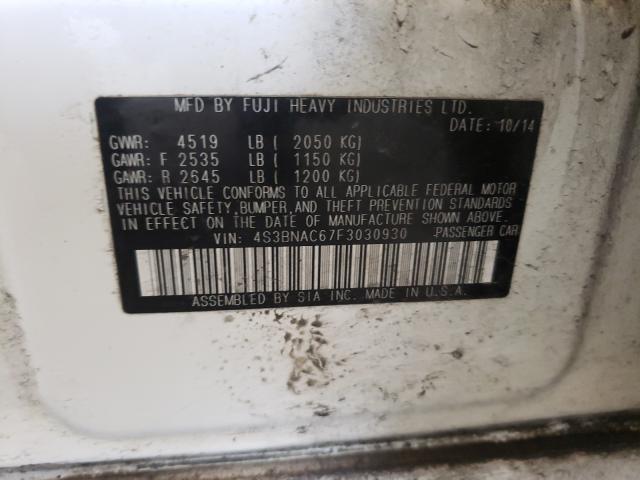 MFD BY FUJI HEAVY INDUSTRIES LTD.
DATE: 10/14
GVWR: 4519 LB ( 2050 KG)
GAWR: F 2535 LB ( 1150 KG)
GAWR: R 2645 LB ( 1200 KG)
THIS VEHICLE CONFORMS TO ALL APPLICABLE FEDERAL MOTOR
VEHICLE SAFETY, BUMPER, AND THEFT PREVENTION STANDARDS
IN EFFECT ON THE DATE OF MANUFACTURE SHOWN ABOVE.
VIN: 4S3BNAC67F3030930 PASSENGER CAR
ASSEMBLED BY SIA INC. MADE IN U.S.A.